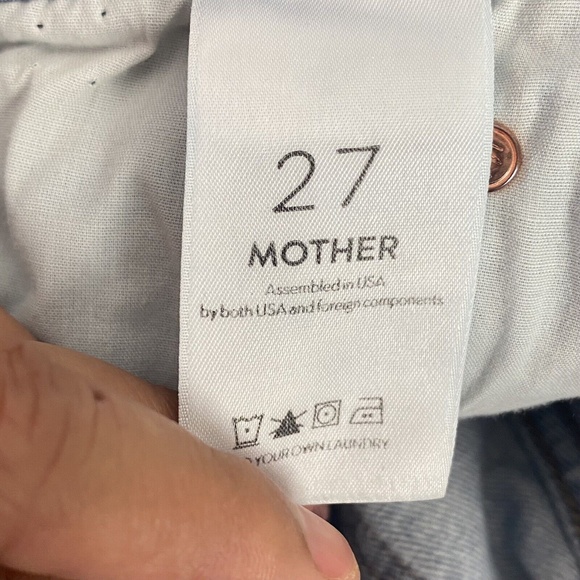 27
MOTHER
Assembled in USA
by both USA and foreign components
YOUR OWN LAUNDRY